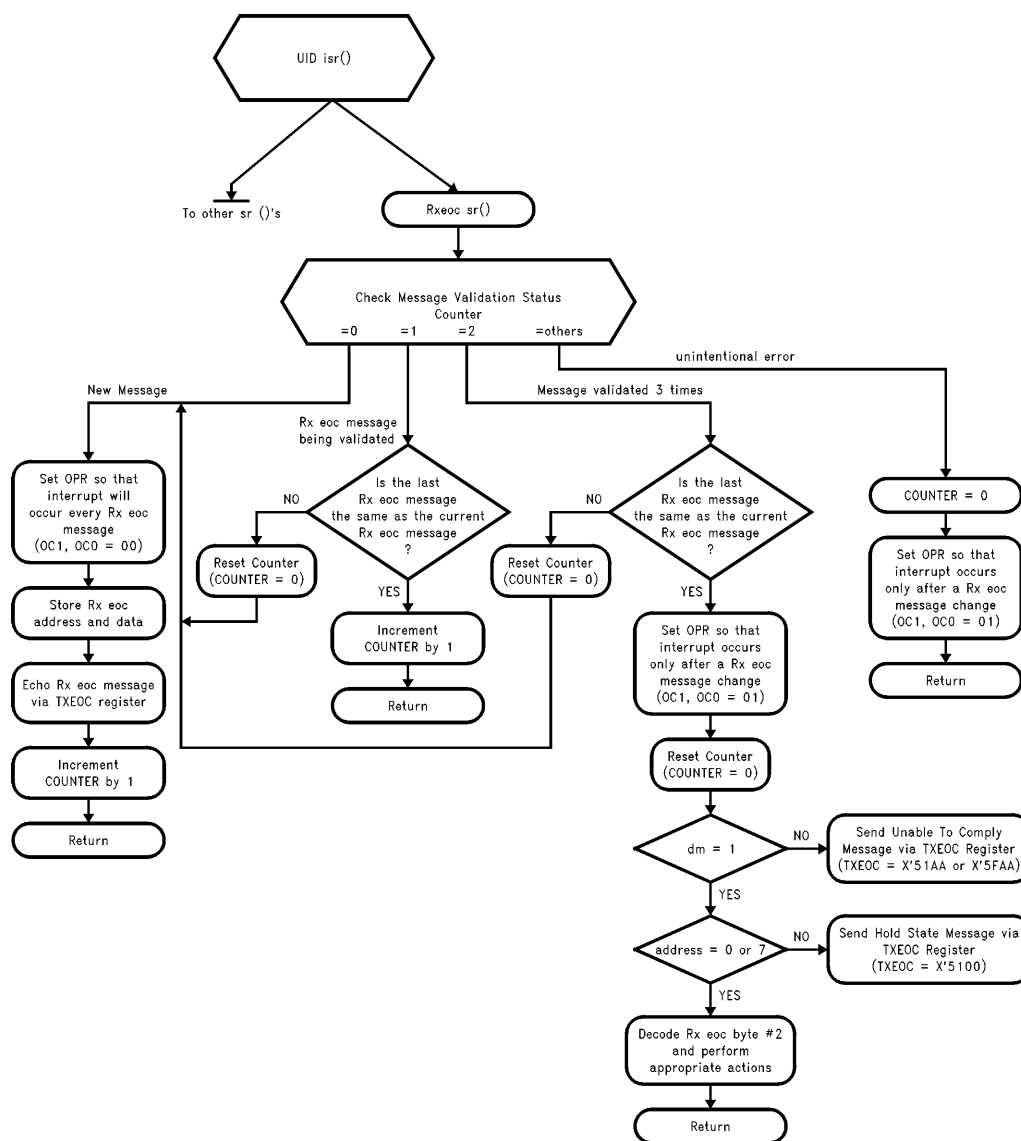 UID isr()
To other sr ()'s
Rxeoc sr()
Check Message Validation Status
Counter
=0
=1
=2
=others
unintentional error
New Message
Message validated 3 times
Rx eoc message
being validated
Set OPR so that
interrupt will
occur every Rx eoc
message
(OC1, OC0 = 00)
Store Rx eoc
address and data
Echo Rx eoc message
via TXEOC register
Increment
COUNTER by 1
Return
Is the last
Rx eoc message
the same as the current
Rx eoc message
?
NO
Reset Counter
(COUNTER = 0)
YES
Increment
COUNTER by 1
Return
Is the last
Rx eoc message
the same as the current
Rx eoc message
?
NO
Reset Counter
(COUNTER = 0)
YES
Set OPR so that
interrupt occurs
only after a Rx eoc
message change
(OC1, OC0 = 01)
Reset Counter
(COUNTER = 0)
dm = 1
NO
Send Unable To Comply
Message via TXEOC Register
(TXEOC = X'51AA or X'5FAA)
YES
address = 0 or 7
NO
Send Hold State Message via
TXEOC Register
(TXEOC = X'5100)
YES
Decode Rx eoc byte #2
and perform
appropriate actions
Return
COUNTER = 0
Set OPR so that
interrupt occurs
only after a Rx eoc
message change
(OC1, OC0 = 01)
Return